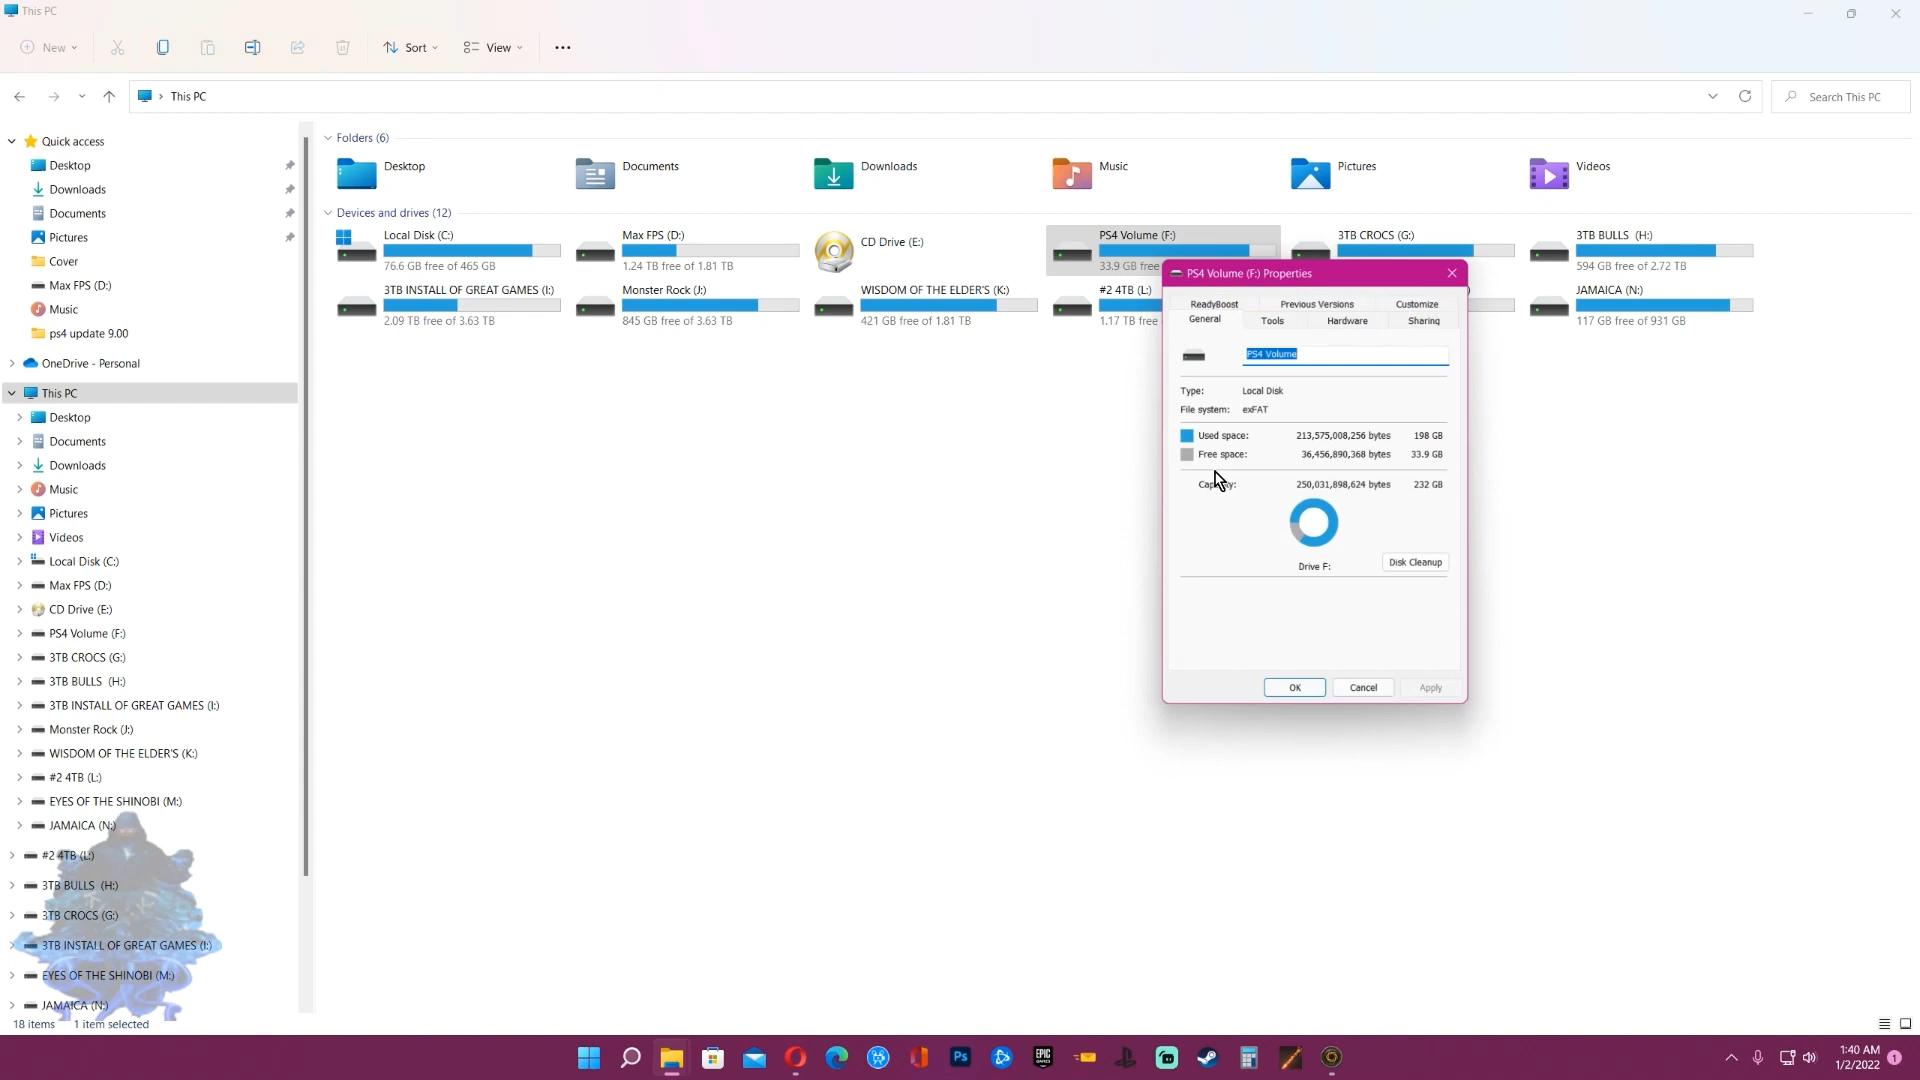 This PC
New
Sort
View
This PC
Search This PC
Quick access
Desktop
Downloads
Documents
Pictures
Cover
Max FPS (D:)
Music
ps4 update 9.00
OneDrive - Personal
This PC
Desktop
Documents
Downloads
Music
Pictures
Videos
Local Disk (C:)
Max FPS (D:)
CD Drive (E:)
PS4 Volume (F:)
3TB CROCS (G:)
3TB BULLS (H:)
3TB INSTALL OF GREAT GAMES (I:)
Monster Rock (J:)
WISDOM OF THE ELDER'S (K:)
#2 4TB (L:)
EYES OF THE SHINOBI (M:)
JAMAICA (N:)
#2 4TB (L:)
3TB BULLS (H:)
3TB CROCS (G:)
3TB INSTALL OF GREAT GAMES (I:)
EYES OF THE SHINOBI (M:)
JAMAICA (N:)
18 items 1 item selected
Folders (6)
Desktop
Documents
Downloads
Music
Pictures
Videos
Devices and drives (12)
Local Disk (C:)
76.6 GB free of 465 GB
Max FPS (D:)
1.24 TB free of 1.81 TB
CD Drive (E:)
PS4 Volume (F:)
33.9 GB free
3TB CROCS (G:)
3TB BULLS (H:)
594 GB free of 2.72 TB
3TB INSTALL OF GREAT GAMES (I:)
2.09 TB free of 3.63 TB
Monster Rock (J:)
845 GB free of 3.63 TB
WISDOM OF THE ELDER'S (K:)
421 GB free of 1.81 TB
#2 4TB (L:)
1.17 TB free
JAMAICA (N:)
117 GB free of 931 GB
PS4 Volume (F:) Properties
ReadyBoost Previous Versions Customize
General Tools Hardware Sharing
PS4 Volume
Type: Local Disk
File system: exFAT
Used space: 213,575,008,256 bytes 198 GB
Free space: 36,456,890,368 bytes 33.9 GB
Capacity: 250,031,898,624 bytes 232 GB
Drive F:
Disk Cleanup
OK Cancel Apply
Ps
EPIC GAMES
1:40 AM
1/2/2022
1